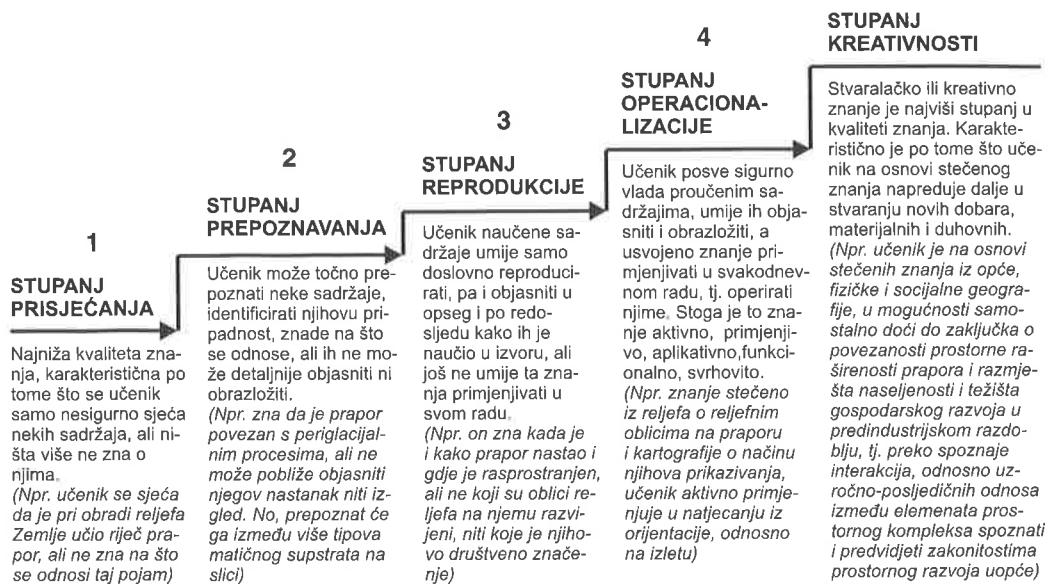 1
STUPANJ
PRISJEĆANJA
Najniža kvaliteta zna-
nja, karakteristična po
tome što se učenik
samo nesigurno sjeća
nekih sadržaja, ali ni-
šta više ne zna o
njima.
(Npr. učenik se sjeća
da je pri obradi reljefa
Zemlje učio riječ pra-
por, ali ne zna na što
se odnosi taj pojam)
2
STUPANJ
PREPOZNAVANJA
Učenik može točno pre-
poznati neke sadržaje,
identificirati njihovu pri-
padnost, znade na što
se odnose, ali ih ne mo-
že detaljnije objasniti ni
obrazložiti.
(Npr. zna da je prapor
povezan s periglacijal-
nim procesima, ali ne
može pobliže objasniti
njegov nastanak niti iz-
gled. No, prepoznat će
ga između više tipova
matičnog supstrata na
slici)
3
STUPANJ
REPRODUKCIJE
Učenik naučene sa-
držaje umije samo
doslovno reproduci-
rati, pa i objasniti u
opseg i po redo-
sljedu kako ih je
naučio u izvoru, ali
još ne umije ta zna-
nja primjenjivati u
svom radu.
(Npr. on zna kada je
i kako prapor nastao i
gdje je rasprostranjen,
ali ne koji su oblici re-
ljefa na njemu razvi-
jeni, niti koje je njiho-
vo društveno znače-
nje)
4
STUPANJ
OPERACIONA-
LIZACIJE
Učenik posve sigurno
vlada proučenim sa-
držajima, umije ih obja-
sniti i obrazložiti, a
usvojeno znanje pri-
mjenjivati u svakodnev-
nom radu, tj. operirati
njime. Stoga je to zna-
nje aktivno, primjenji-
vo, aplikativno,funkci-
onalno, svrhovito.
(Npr. znanje stečeno
iz reljefa o reljefnim
oblicima na praporu
i kartografije o načinu
njihova prikazivanja,
učenik aktivno primje-
njuje u natjecanju iz
orijentacije, odnosno
na izletu)
STUPANJ
KREATIVNOSTI
Stvaralačko ili kreativno
znanje je najviši stupanj u
kvaliteti znanja. Karakte-
ristično je po tome što uče-
nik na osnovi stečenog
znanja napreduje dalje u
stvaranju novih dobara,
materijalnih i duhovnih.
(Npr. učenik je na osnovi
stečenih znanja iz opće,
fizičke i socijalne geogra-
fije, u mogućnosti samo-
stalno doći do zaključka o
povezanosti prostorne ra-
širenosti prapora i razmje-
šta naseljenosti i težišta
gospodarskog razvoja u
predindustrijskom razdo-
blju, tj. preko spoznaje
interakcija, odnosno uz-
ročno-posljedičnih odnosa
između elemenata pros-
tornog kompleksa spoznati
i predvidjeti zakonitostima
prostornog razvoja uopće)